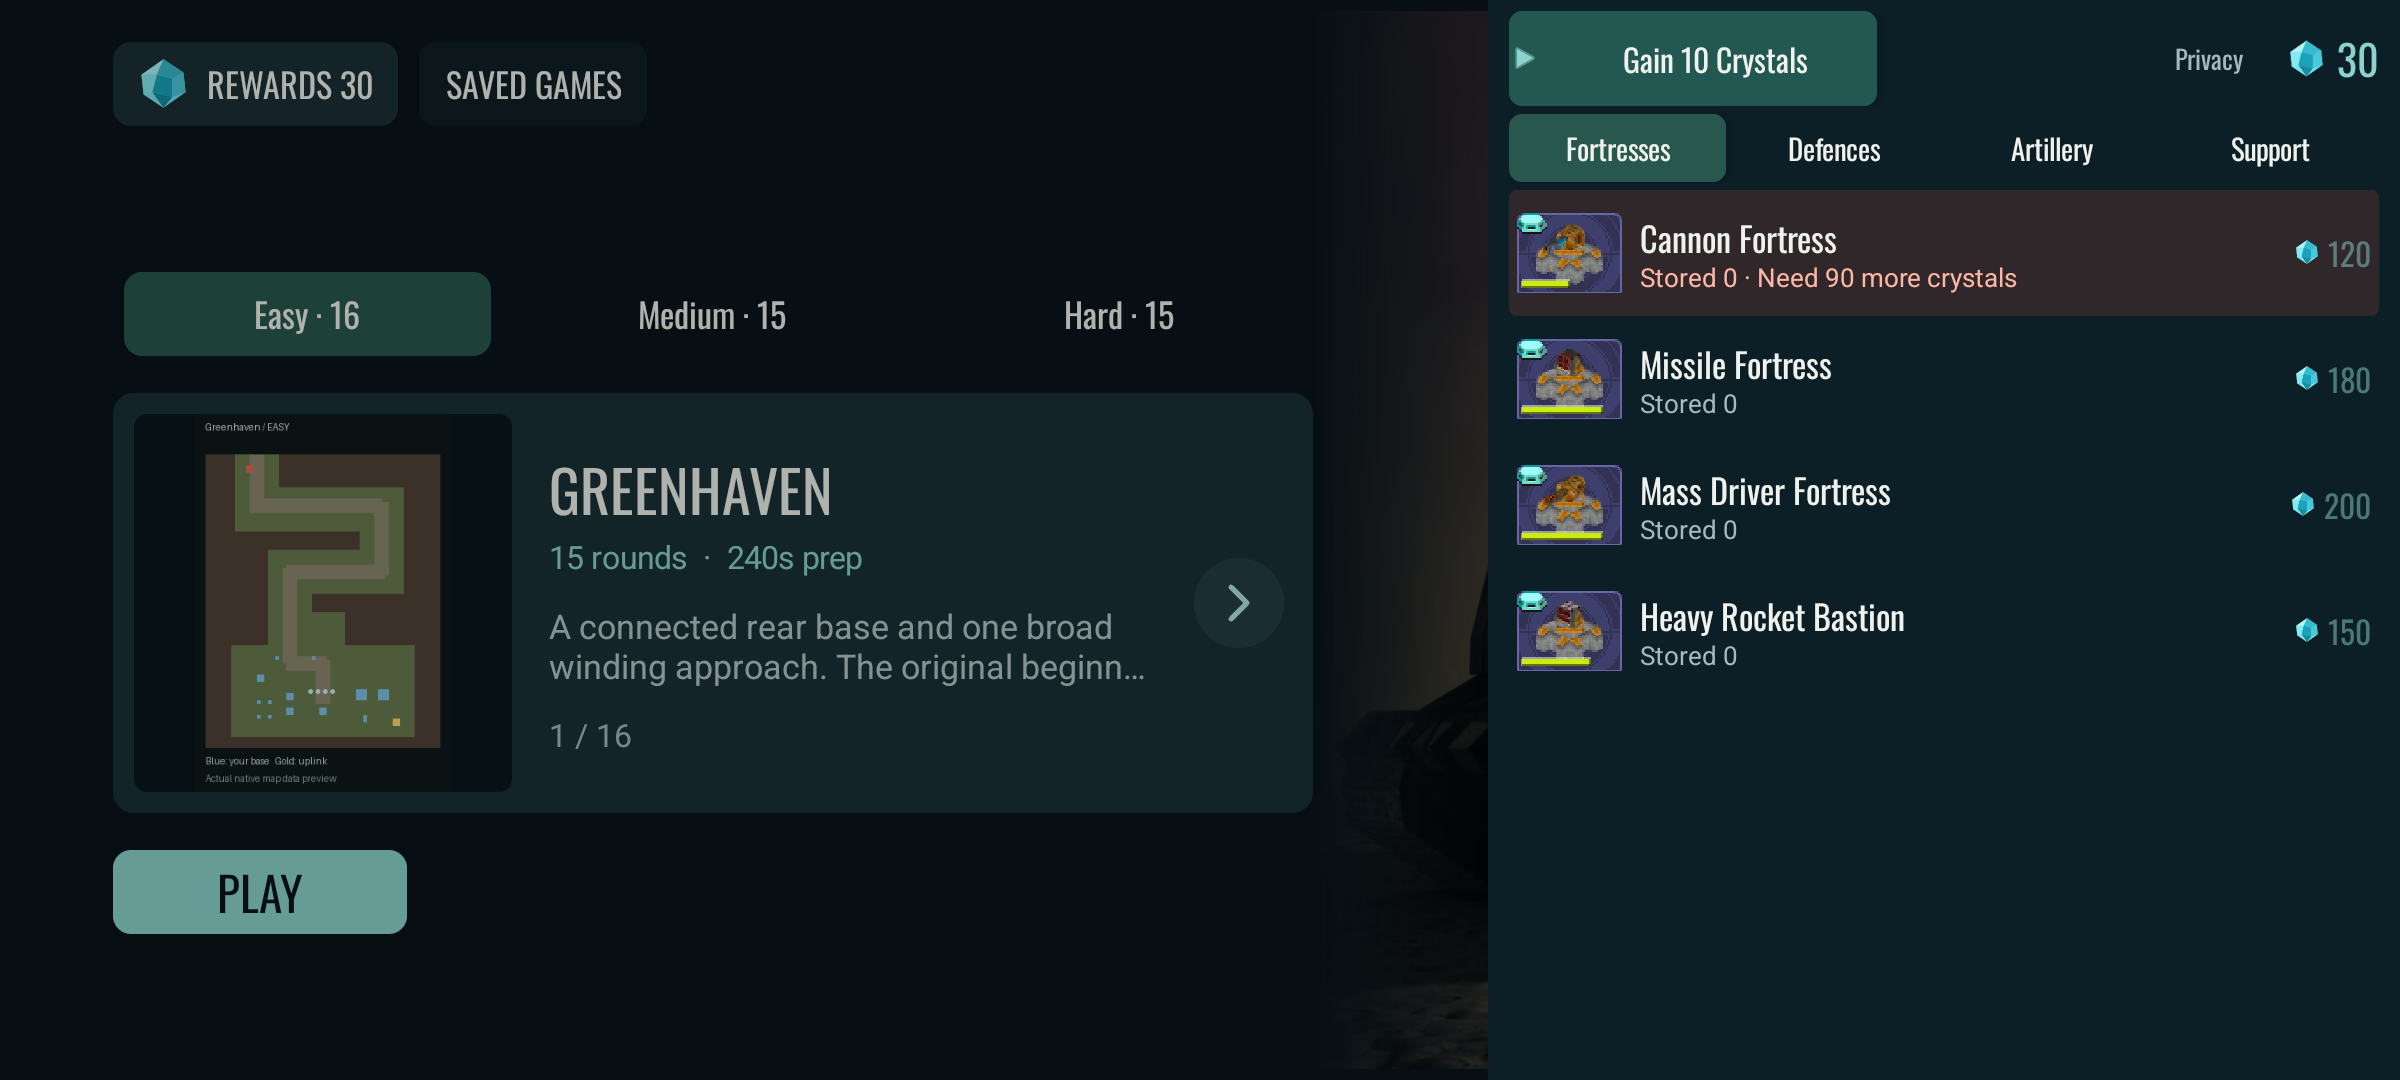 REWARDS 30
SAVED GAMES
Easy · 16
Medium · 15
Hard · 15
Greenhaven / EASY
Blue: your base Gold: uplink
Actual native map data preview
GREENHAVEN
15 rounds · 240s prep
A connected rear base and one broad
winding approach. The original beginn...
1 / 16
PLAY
Gain 10 Crystals
Privacy
30
Fortresses
Defences
Artillery
Support
Cannon Fortress
Stored 0 · Need 90 more crystals
120
Missile Fortress
Stored 0
180
Mass Driver Fortress
Stored 0
200
Heavy Rocket Bastion
Stored 0
150